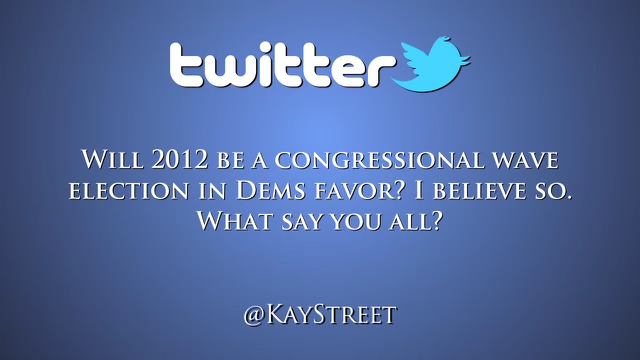 twitter
Will 2012 be a congressional wave
election in Dems favor? I believe so.
What say you all?
@KayStreet